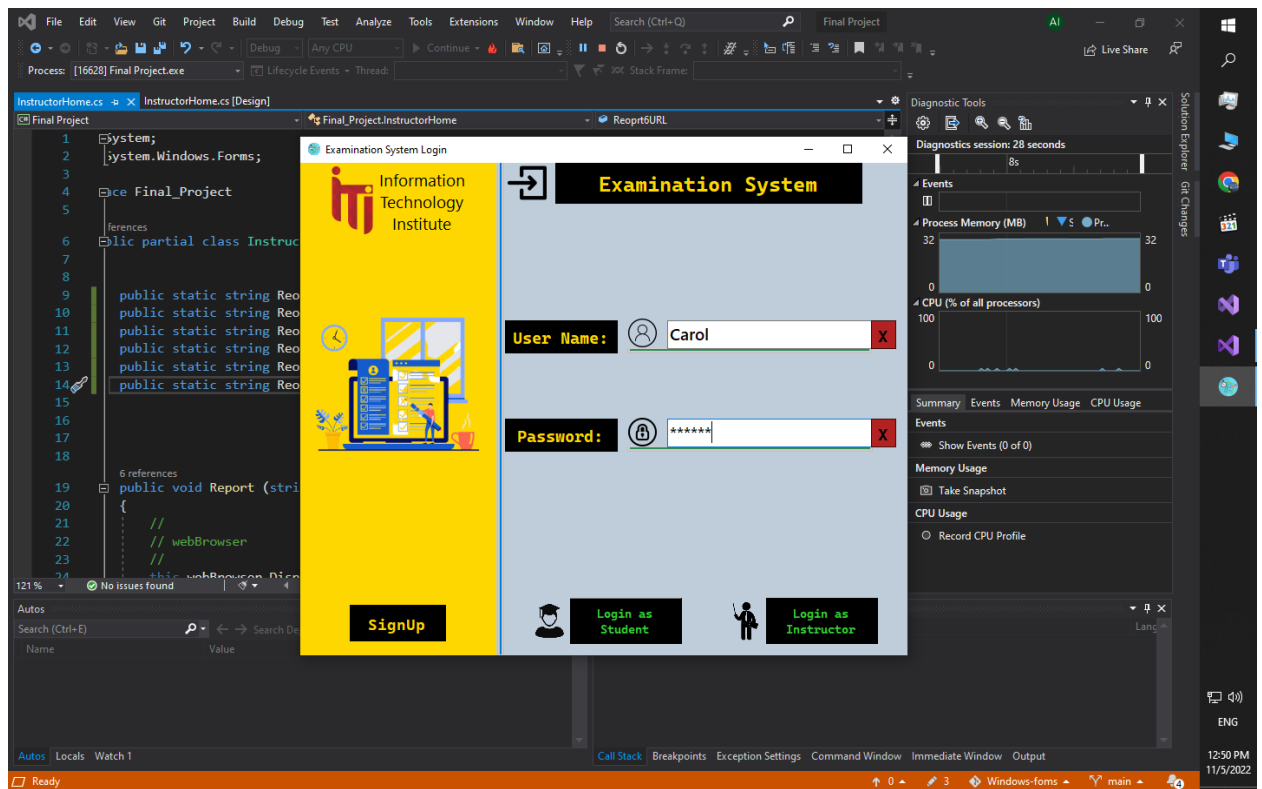 File Edit View Git Project Build Debug Test Analyze Tools Extensions Window Help Search (Ctrl+Q) Final Project AI
Debug Any CPU Continue Live Share
Process: [16628] Final Project.exe Lifecycle Events Thread: Stack Frame:
InstructorHome.cs InstructorHome.cs [Design]
Final Project Final_Project.InstructorHome Reoprt6URL
1 System;
2 System.Windows.Forms;
3
4 ce Final_Project
5
ferences
6 lic partial class Instruc
7
8
9 public static string Reo
10 public static string Reo
11 public static string Reo
12 public static string Reo
13 public static string Reo
14 public static string Reo
15
16
17
18
6 references
19 public void Report (stri
20 {
21 //
22 // webBrowser
23 //
24 this.webBrowser.Disp
121 % No issues found
Examination System Login
Information
Technology
Institute
Examination System
User Name: Carol X
Password: ****** X
SignUp
Login as
Student
Login as
Instructor
Diagnostic Tools
Diagnostics session: 28 seconds
8s
Events
Process Memory (MB) S Pr..
32 32
0 0
CPU (% of all processors)
100 100
0 0
Summary Events Memory Usage CPU Usage
Events
Show Events (0 of 0)
Memory Usage
Take Snapshot
CPU Usage
Record CPU Profile
Solution Explorer
Git Changes
Autos
Search (Ctrl+E) Search De
Name Value
Lang
Autos Locals Watch 1
Call Stack Breakpoints Exception Settings Command Window Immediate Window Output
Ready 0 3 Windows-foms main 4
321
ENG
12:50 PM
11/5/2022